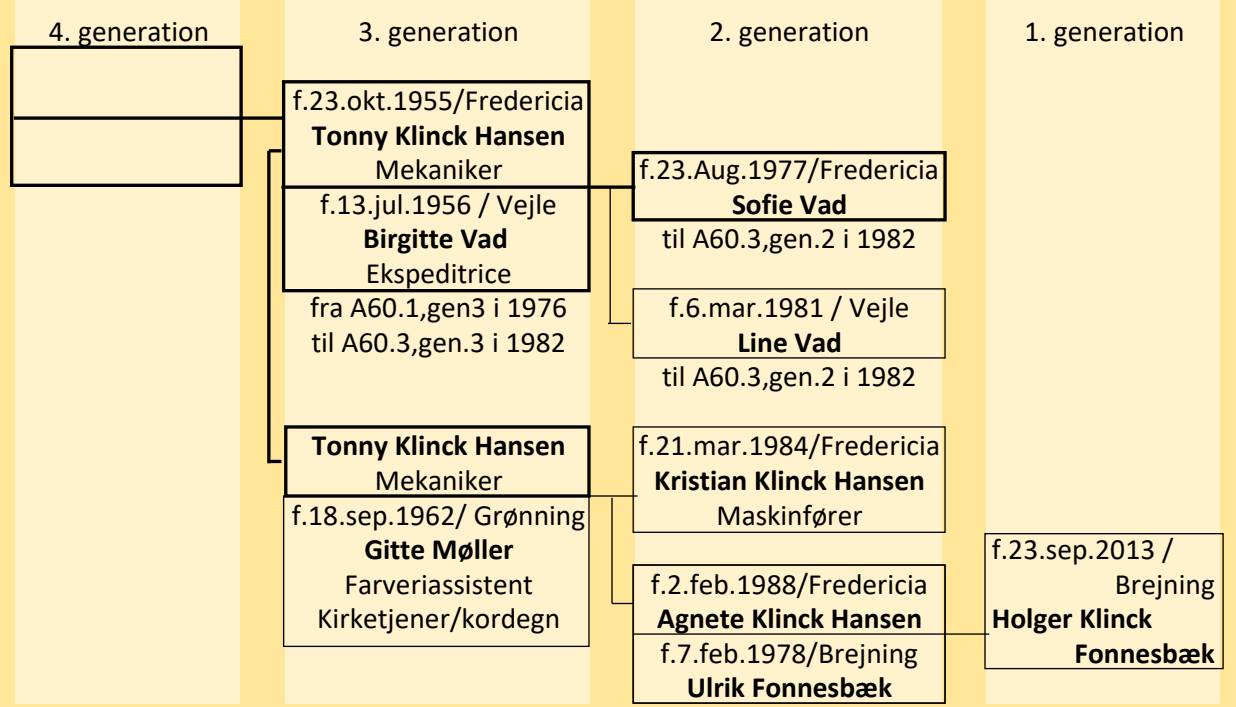 4. generation
3. generation
2. generation
1. generation
f.23.okt.1955/Fredericia
Tonny Klinck Hansen
Mekaniker
f.13.jul.1956 / Vejle
Birgitte Vad
Ekspeditrice
fra A60.1,gen3 i 1976
til A60.3,gen.3 i 1982
f.23.Aug.1977/Fredericia
Sofie Vad
til A60.3,gen.2 i 1982
f.6.mar.1981 / Vejle
Line Vad
til A60.3,gen.2 i 1982
Tonny Klinck Hansen
Mekaniker
f.18.sep.1962/ Grønning
Gitte Møller
Farveriassistent
Kirketjener/kordegn
f.21.mar.1984/Fredericia
Kristian Klinck Hansen
Maskinfører
f.2.feb.1988/Fredericia
Agnete Klinck Hansen
f.7.feb.1978/Brejning
Ulrik Fonnesbæk
f.23.sep.2013 /
Brejning
Holger Klinck
Fonnesbæk